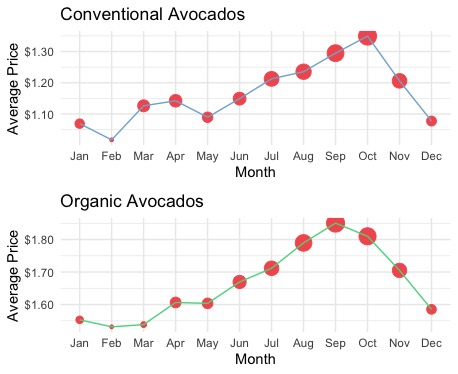 Conventional Avocados
Average Price
$1.30
$1.20
$1.10
Jan Feb Mar Apr May Jun Jul Aug Sep Oct Nov Dec
Month
Organic Avocados
Average Price
$1.80
$1.70
$1.60
Jan Feb Mar Apr May Jun Jul Aug Sep Oct Nov Dec
Month